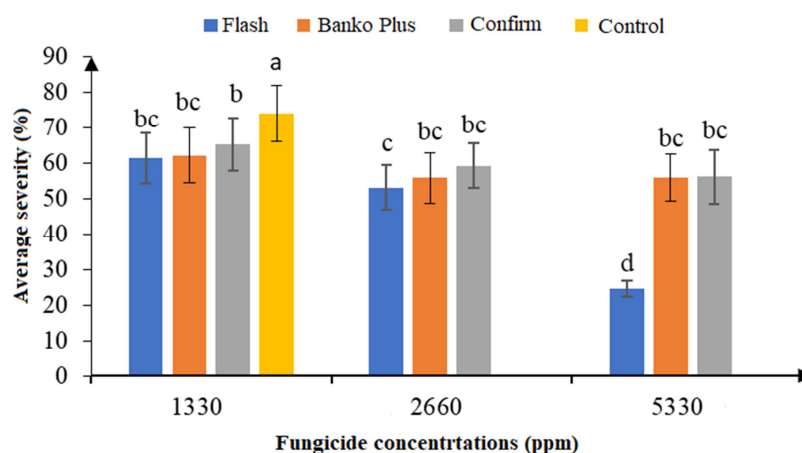 Flash Banko Plus Confirm Control
Average severity (%)
90
80
70
60
50
40
30
20
10
0
bc bc b a
c bc bc
d bc bc
1330 2660 5330
Fungicide concentrtations (ppm)